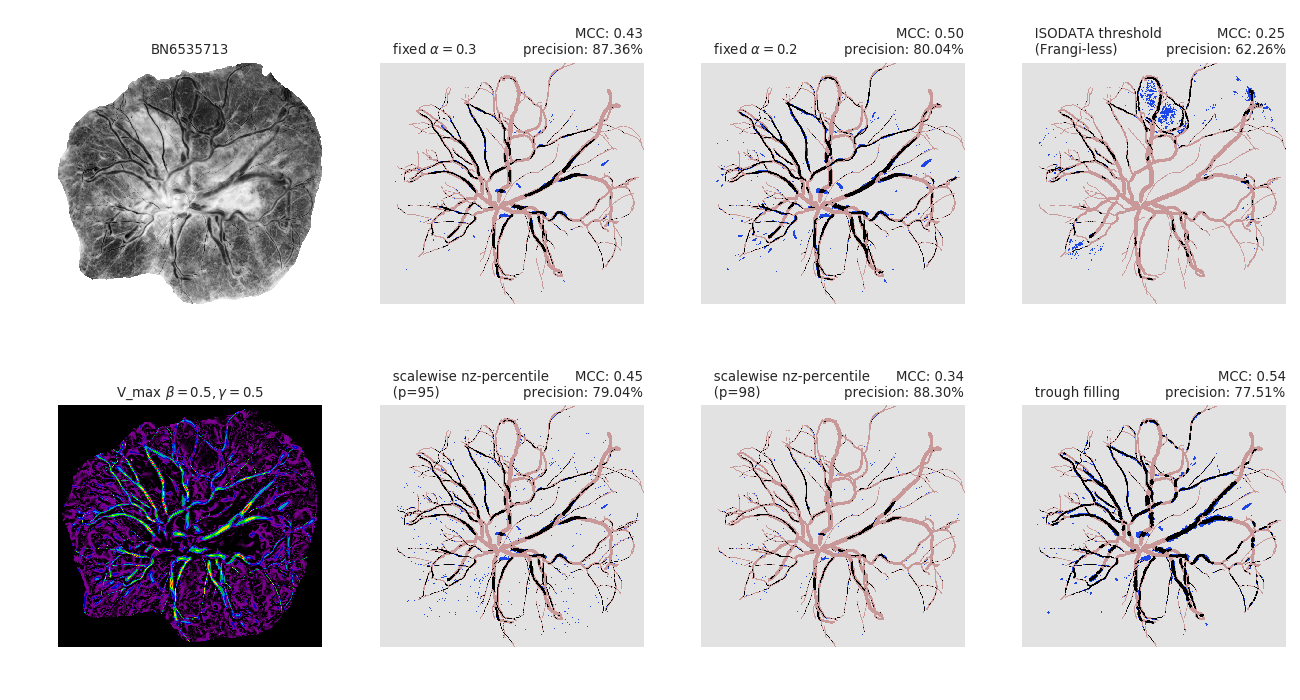 BN6535713
fixed α = 0.3
MCC: 0.43
precision: 87.36%
fixed α = 0.2
MCC: 0.50
precision: 80.04%
ISODATA threshold
(Frangi-less)
MCC: 0.25
precision: 62.26%
V_max β = 0.5, γ = 0.5
scalewise nz-percentile
(p=95)
MCC: 0.45
precision: 79.04%
scalewise nz-percentile
(p=98)
MCC: 0.34
precision: 88.30%
trough filling
MCC: 0.54
precision: 77.51%